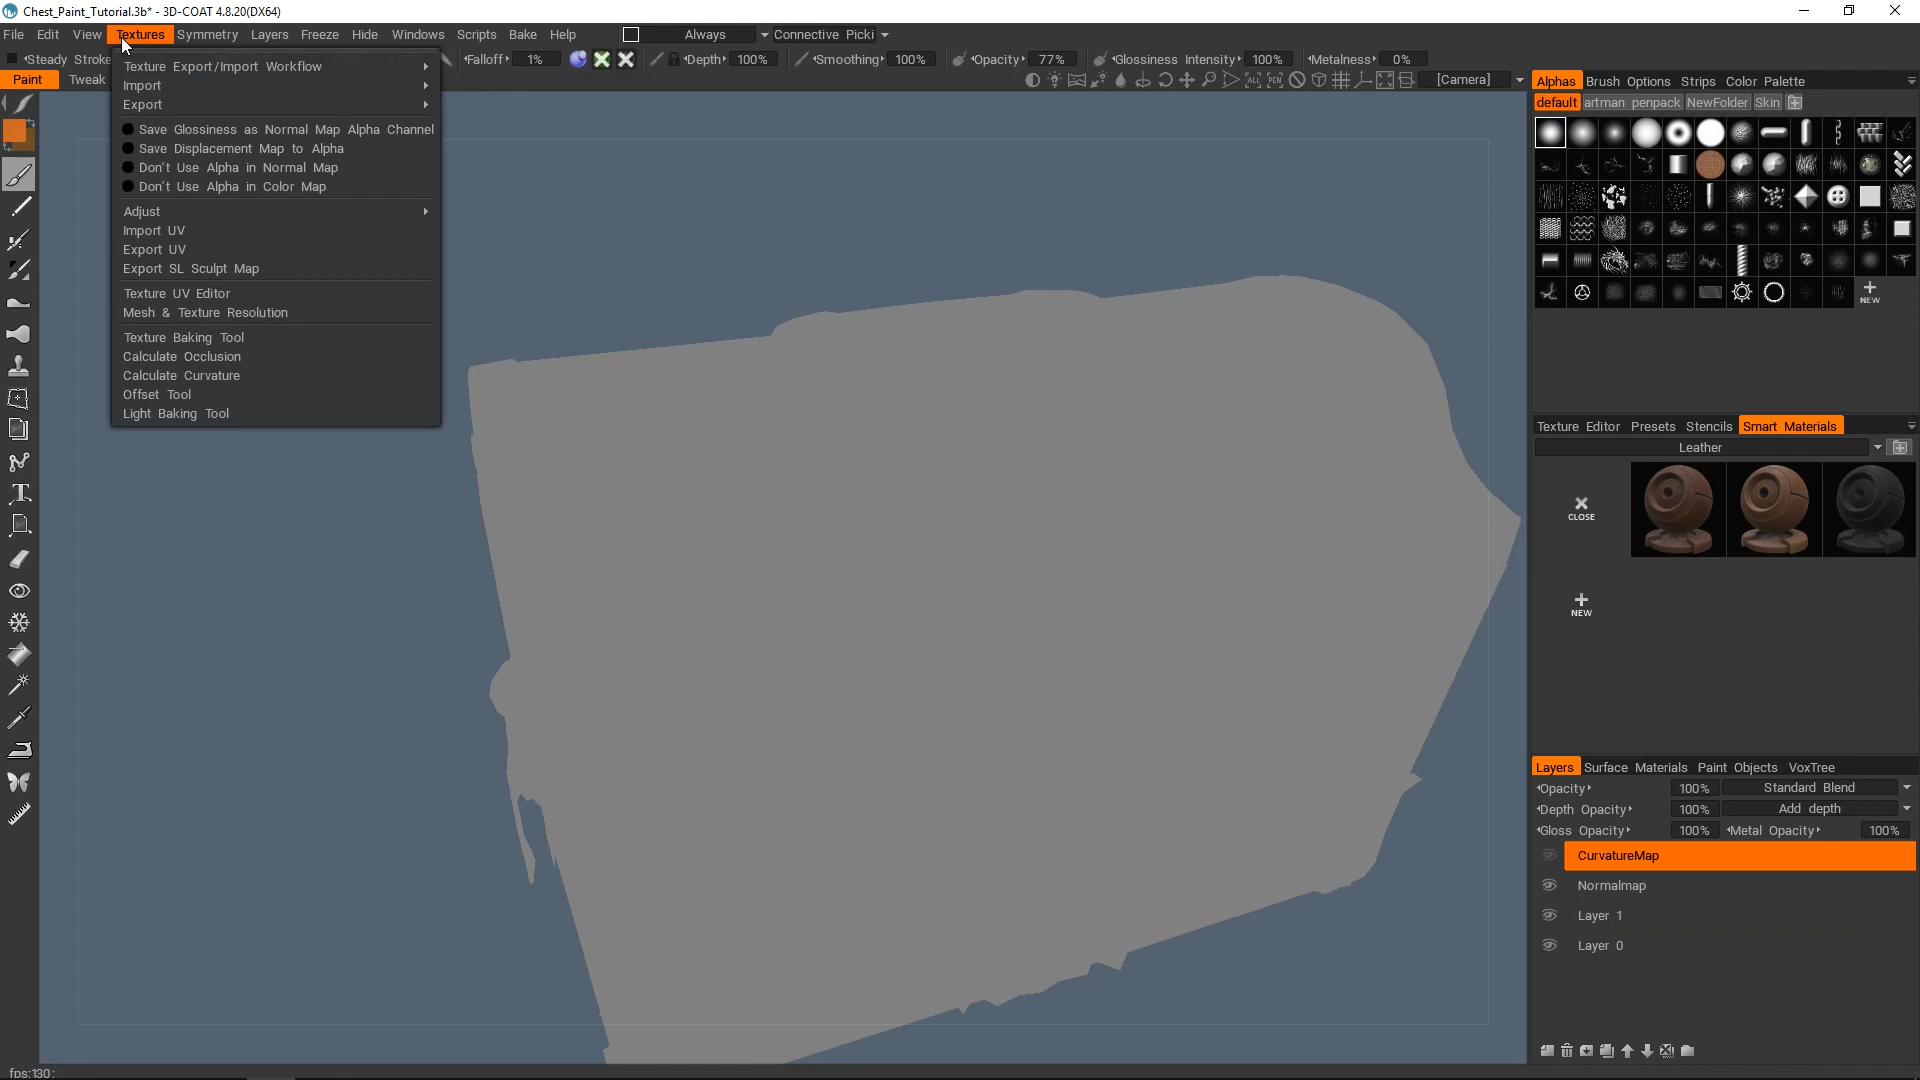 Chest_Paint_Tutorial.3b* - 3D-COAT 4.8.20(DX64)
File Edit View Textures Symmetry Layers Freeze Hide Windows Scripts Bake Help Always Connective Picki
Steady Stroke Falloff 1% Depth 100% Smoothing 100% Opacity 77% Glossiness Intensity 100% Metalness 0%
Paint Tweak ALL PEN [Camera]
Texture Export/Import Workflow
Import
Export
Save Glossiness as Normal Map Alpha Channel
Save Displacement Map to Alpha
Don't Use Alpha in Normal Map
Don't Use Alpha in Color Map
Adjust
Import UV
Export UV
Export SL Sculpt Map
Texture UV Editor
Mesh & Texture Resolution
Texture Baking Tool
Calculate Occlusion
Calculate Curvature
Offset Tool
Light Baking Tool
Alphas Brush Options Strips Color Palette
default artman penpack NewFolder Skin
NEW
Texture Editor Presets Stencils Smart Materials
Leather
CLOSE
NEW
Layers Surface Materials Paint Objects VoxTree
Opacity 100% Standard Blend
Depth Opacity 100% Add depth
Gloss Opacity 100% Metal Opacity 100%
CurvatureMap
Normalmap
Layer 1
Layer 0
fps:130: